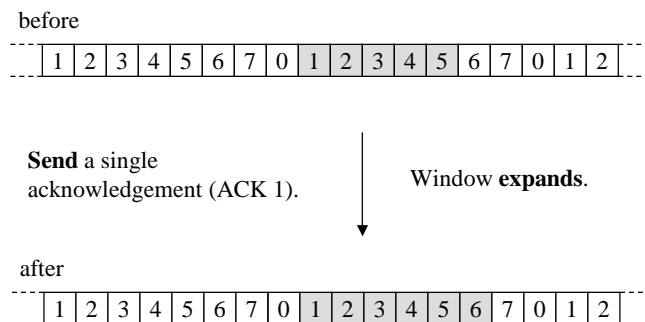 before
1 2 3 4 5 6 7 0 1 2 3 4 5 6 7 0 1 2
Send a single
acknowledgement (ACK 1).
Window expands.
after
1 2 3 4 5 6 7 0 1 2 3 4 5 6 7 0 1 2